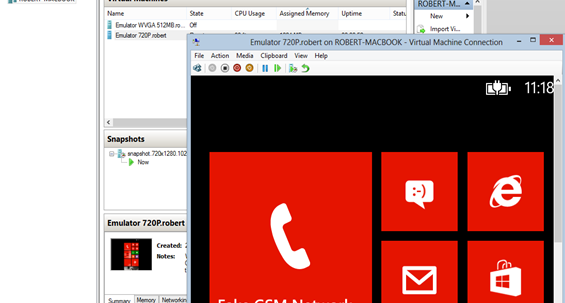 ROBERT-MACBOOK
Virtual Machines
Name State CPU Usage Assigned Memory Uptime Status
Emulator WVGA 512MB.ro... Off
Emulator 720P.robert
ROBERT-M...
New
Import Vi...
Emulator 720P.robert on ROBERT-MACBOOK - Virtual Machine Connection
File Action Media Clipboard View Help
11:18
Snapshots
snapshot.720x1280.102
Now
Emulator 720P.robert
Created: 2
Notes:
Summary Memory Networking
:-)
Fake GSM Network